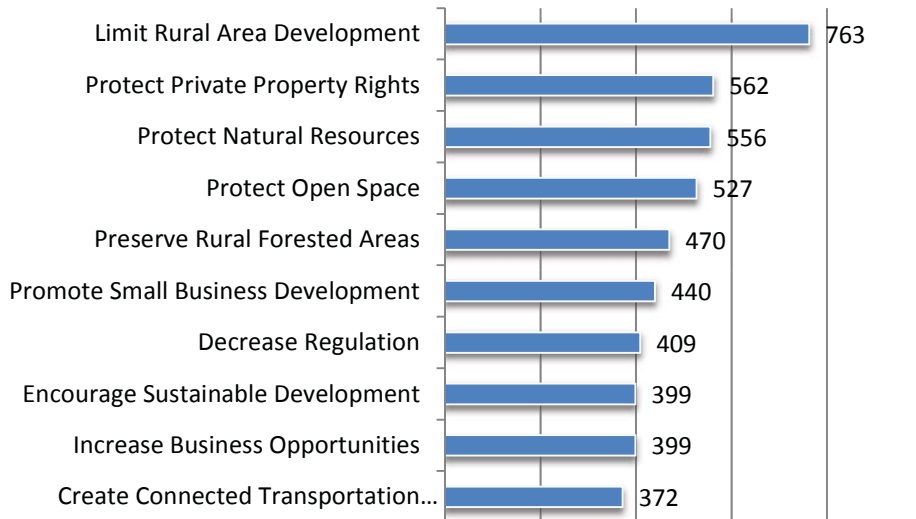 Limit Rural Area Development 763
Protect Private Property Rights 562
Protect Natural Resources 556
Protect Open Space 527
Preserve Rural Forested Areas 470
Promote Small Business Development 440
Decrease Regulation 409
Encourage Sustainable Development 399
Increase Business Opportunities 399
Create Connected Transportation... 372